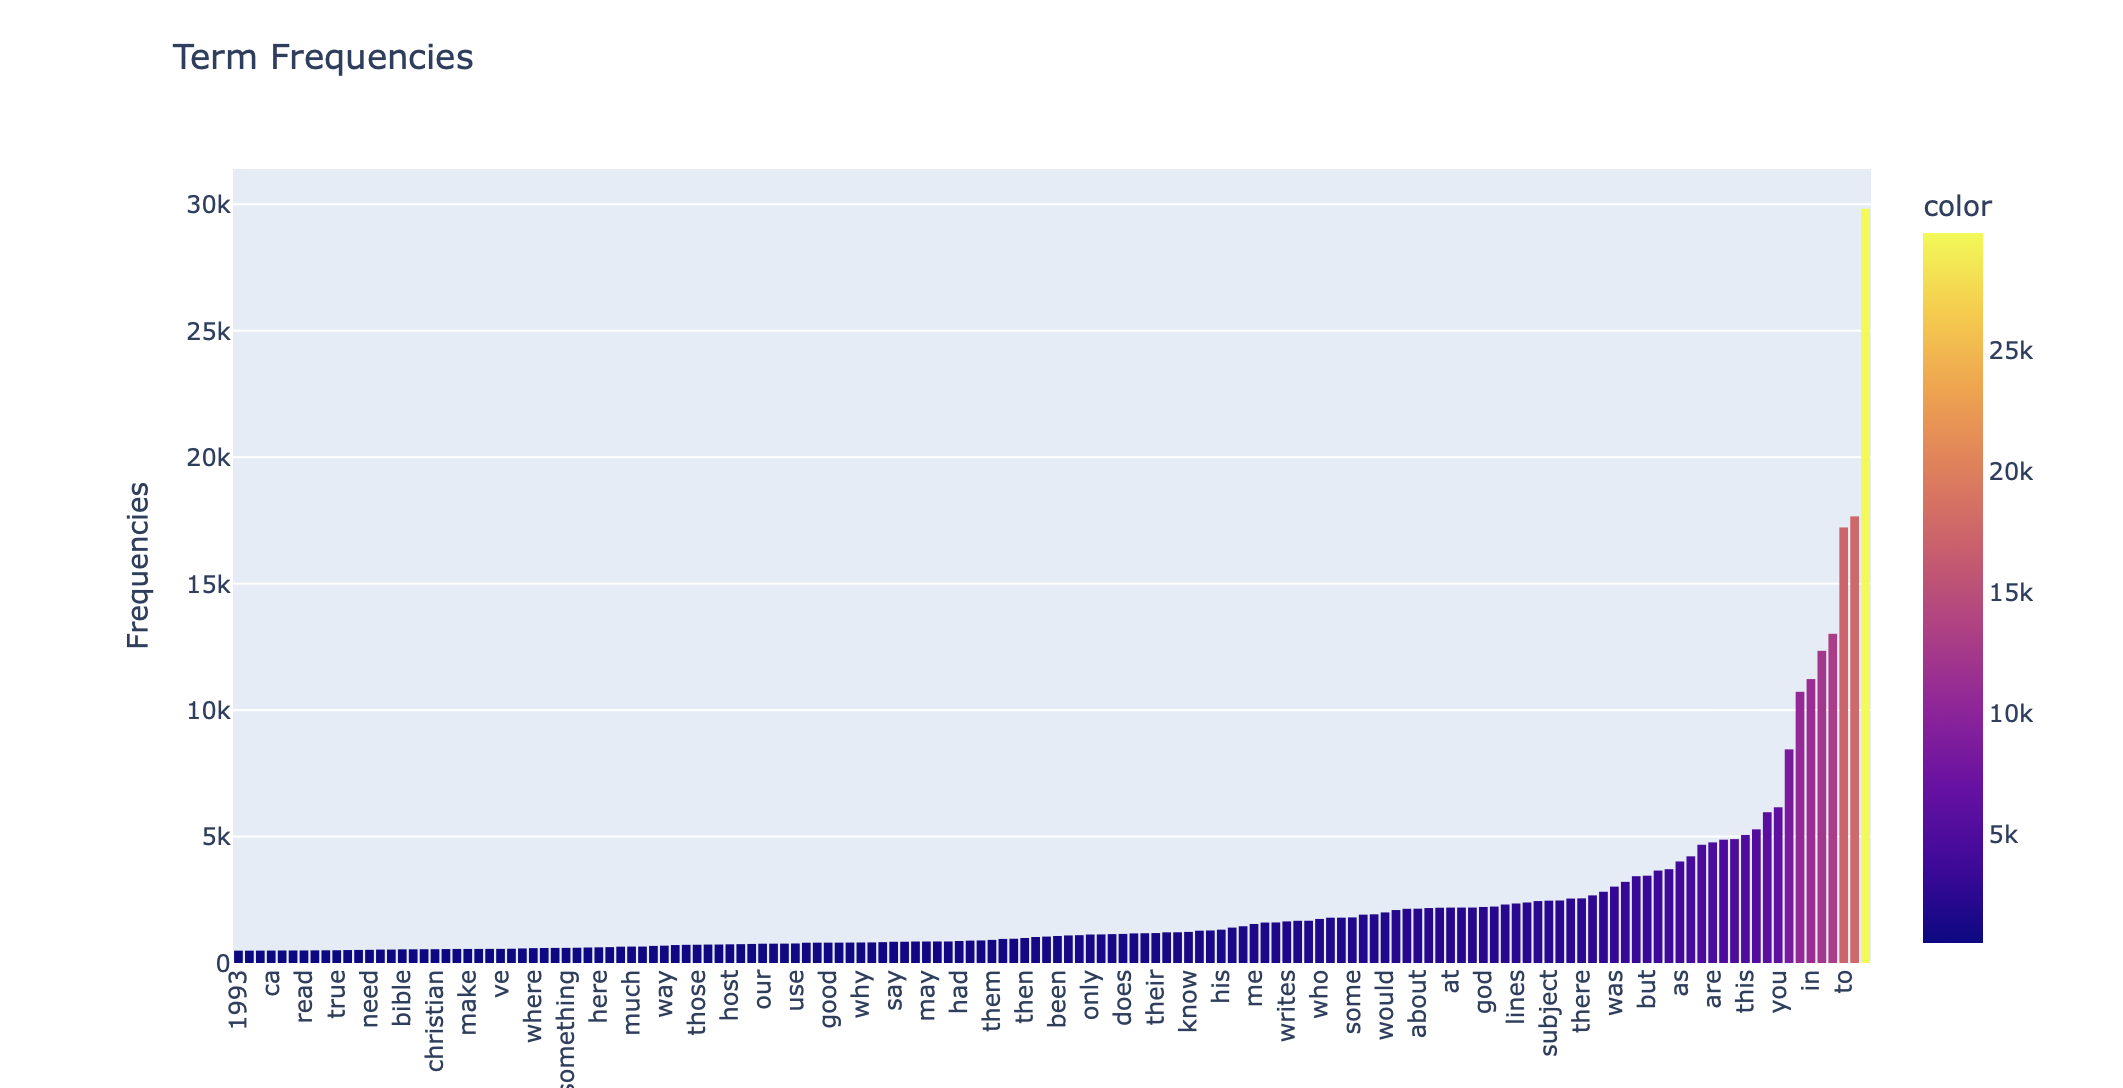 Term Frequencies
Frequencies
30k
25k
20k
15k
10k
5k
0
1993
ca
read
true
need
bible
christian
make
ve
where
something
here
much
way
those
host
our
use
good
why
say
may
had
them
then
been
only
does
their
know
his
me
writes
who
some
would
about
at
god
lines
subject
there
was
but
as
are
this
you
in
to
color
25k
20k
15k
10k
5k